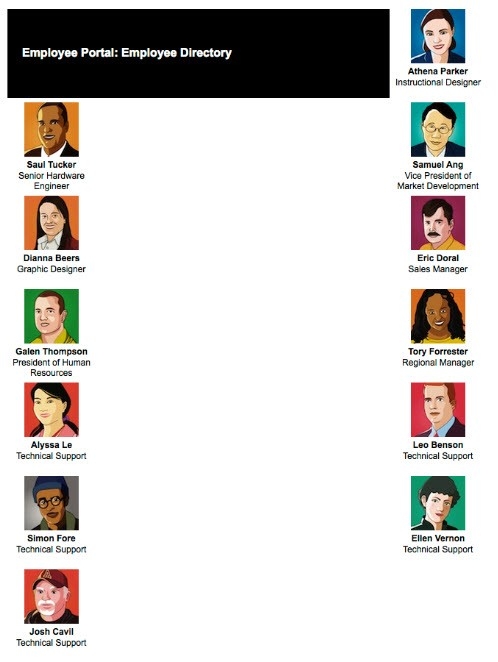 Employee Portal: Employee Directory
Athena Parker
Instructional Designer
Saul Tucker
Senior Hardware
Engineer
Samuel Ang
Vice President of
Market Development
Dianna Beers
Graphic Designer
Eric Doral
Sales Manager
Galen Thompson
President of Human
Resources
Tory Forrester
Regional Manager
Alyssa Le
Technical Support
Leo Benson
Technical Support
Simon Fore
Technical Support
Ellen Vernon
Technical Support
Josh Cavil
Technical Support